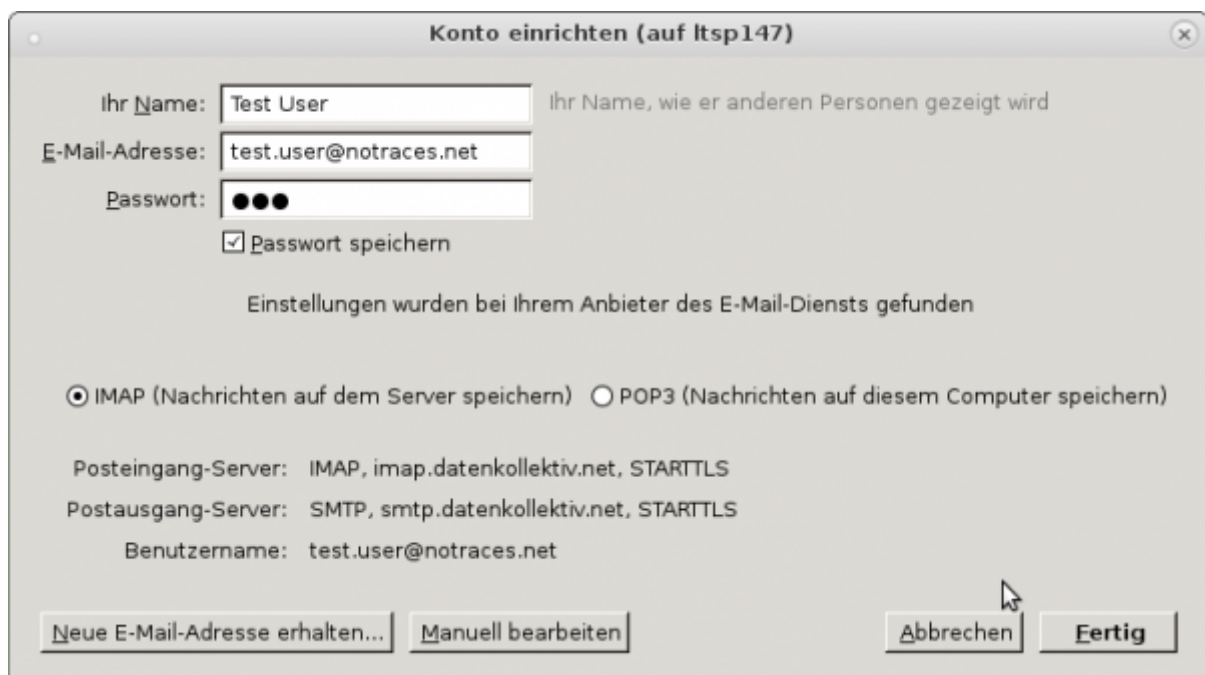 Konto einrichten (auf ltsp147)
Ihr Name: Test User Ihr Name, wie er anderen Personen gezeigt wird
E-Mail-Adresse: test.user@notraces.net
Passwort: ●●●
Passwort speichern
Einstellungen wurden bei Ihrem Anbieter des E-Mail-Diensts gefunden
IMAP (Nachrichten auf dem Server speichern) POP3 (Nachrichten auf diesem Computer speichern)
Posteingang-Server: IMAP, imap.datenkollektiv.net, STARTTLS
Postausgang-Server: SMTP, smtp.datenkollektiv.net, STARTTLS
Benutzername: test.user@notraces.net
Neue E-Mail-Adresse erhalten... Manuell bearbeiten Abbrechen Fertig